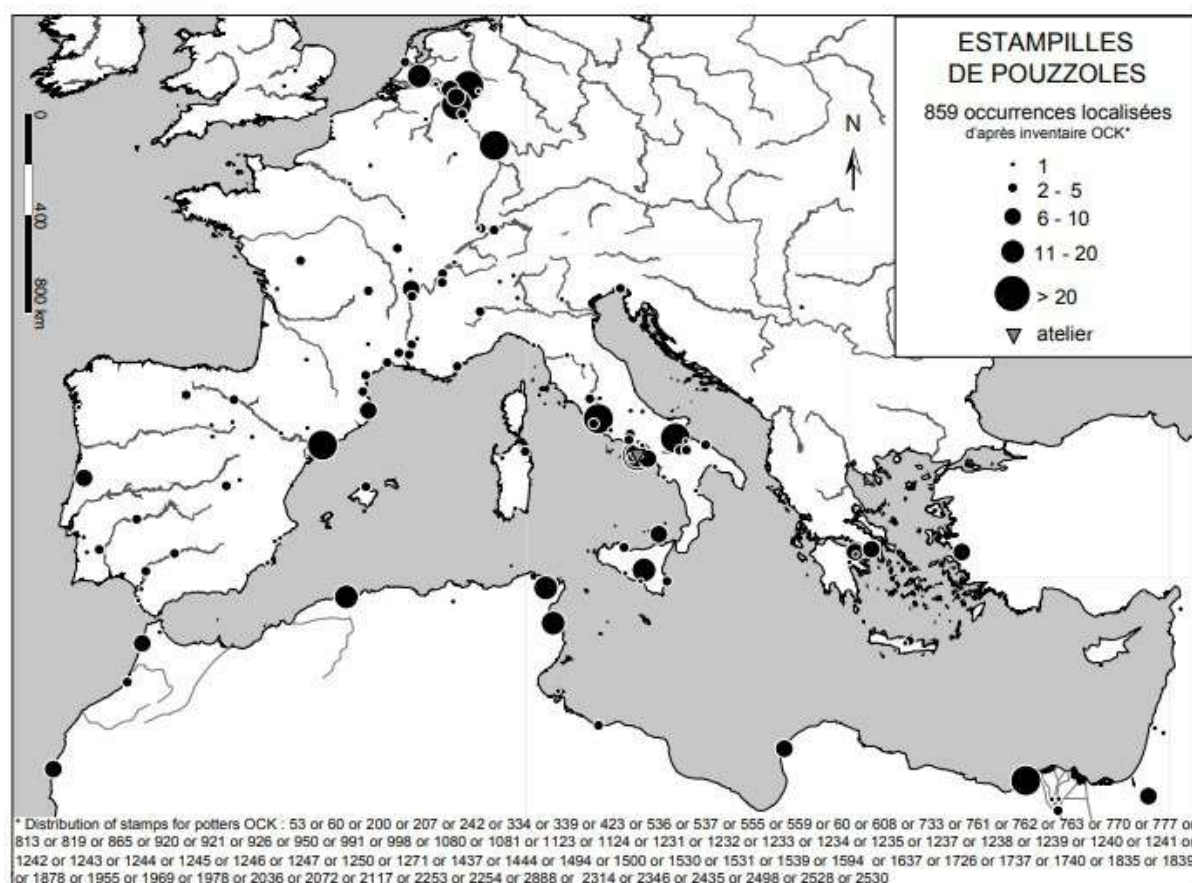 ESTAMPILLES
DE POUZZOLES
859 occurrences localisées
d'après inventaire OCK*
1
2 - 5
6 - 10
11 - 20
> 20
atelier
N
0
400
800 km
* Distribution of stamps for potters OCK : 53 or 60 or 200 or 207 or 242 or 334 or 339 or 423 or 536 or 537 or 555 or 559 or 60 or 608 or 733 or 761 or 762 or 763 or 770 or 777 or
813 or 819 or 865 or 920 or 921 or 926 or 950 or 991 or 998 or 1080 or 1081 or 1123 or 1124 or 1231 or 1232 or 1233 or 1234 or 1235 or 1237 or 1238 or 1239 or 1240 or 1241 or
1242 or 1243 or 1244 or 1245 or 1246 or 1247 or 1250 or 1271 or 1437 or 1444 or 1494 or 1500 or 1530 or 1531 or 1539 or 1594 or 1637 or 1726 or 1737 or 1740 or 1835 or 1839
or 1878 or 1955 or 1969 or 1978 or 2036 or 2072 or 2117 or 2253 or 2254 or 2888 or 2314 or 2346 or 2435 or 2498 or 2528 or 2530